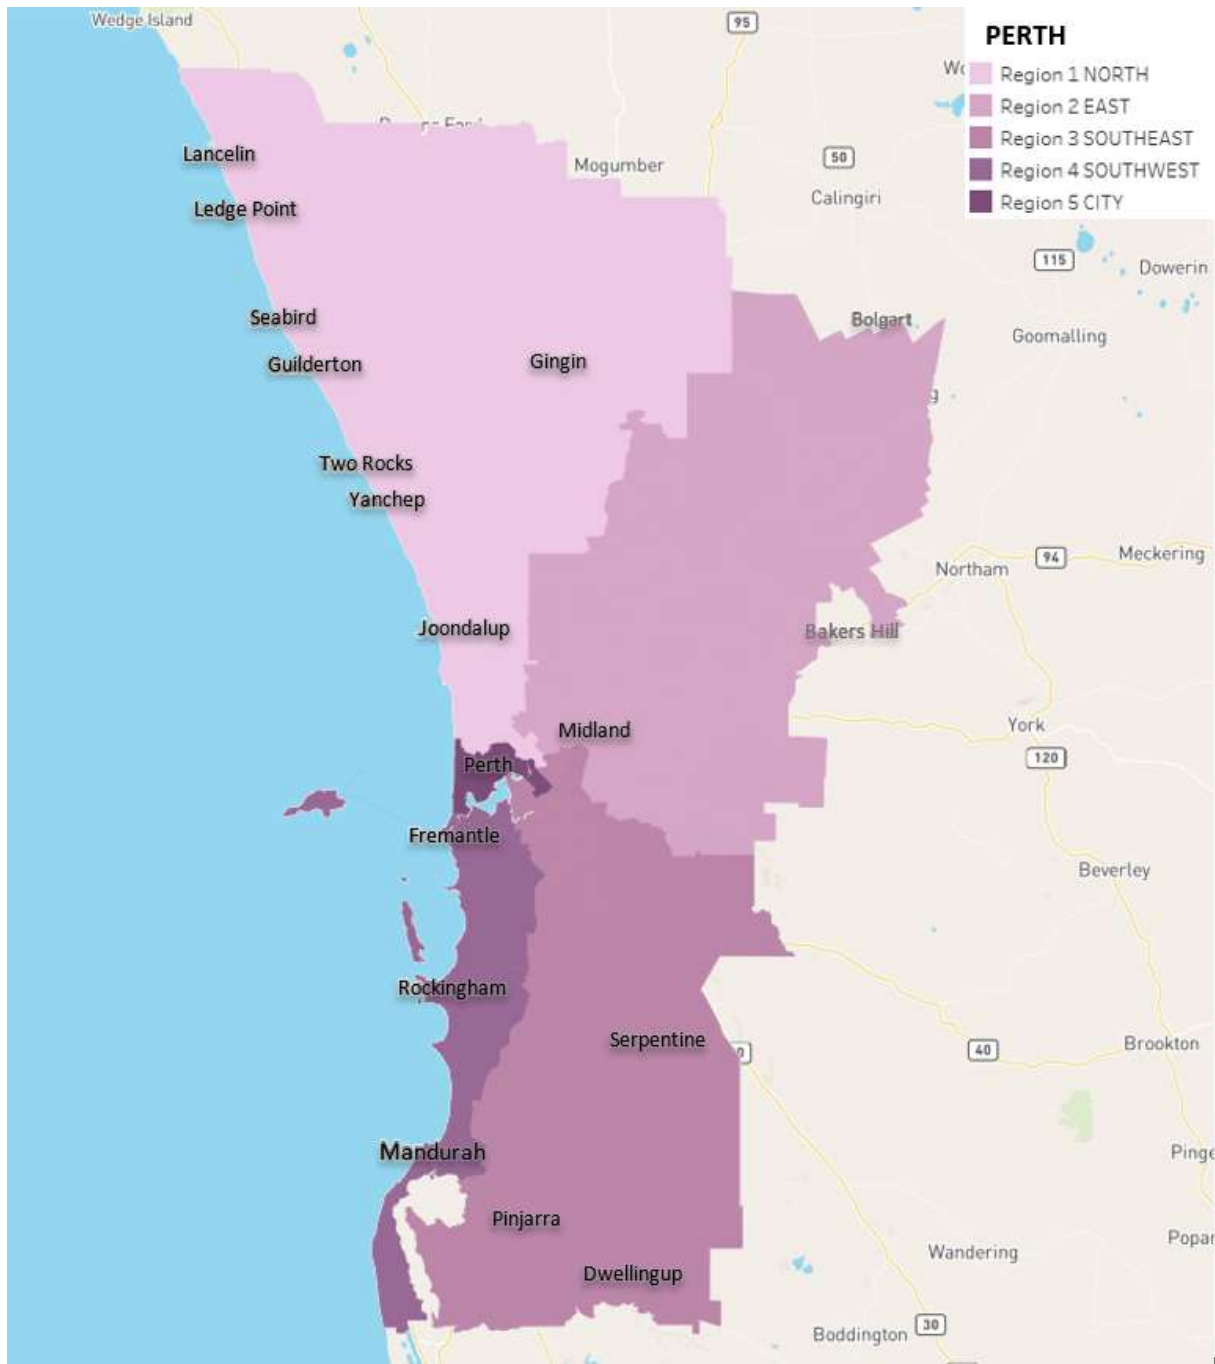 Wedge Island
95
PERTH
Region 1 NORTH
Region 2 EAST
Region 3 SOUTHEAST
Region 4 SOUTHWEST
Region 5 CITY
Lancelin
Mogumber
50
Calingiri
Ledge Point
115
Dowerin
Seabird
Bolgart
Goomalling
Guilderton
Gingin
Two Rocks
Yanchep
94
Meckering
Northam
Joondalup
Bakers Hill
Midland
York
120
Perth
Fremantle
Beverley
Rockingham
Serpentine
40
Brookton
Mandurah
Pinjarra
Wandering
Dwellingup
Boddington
30